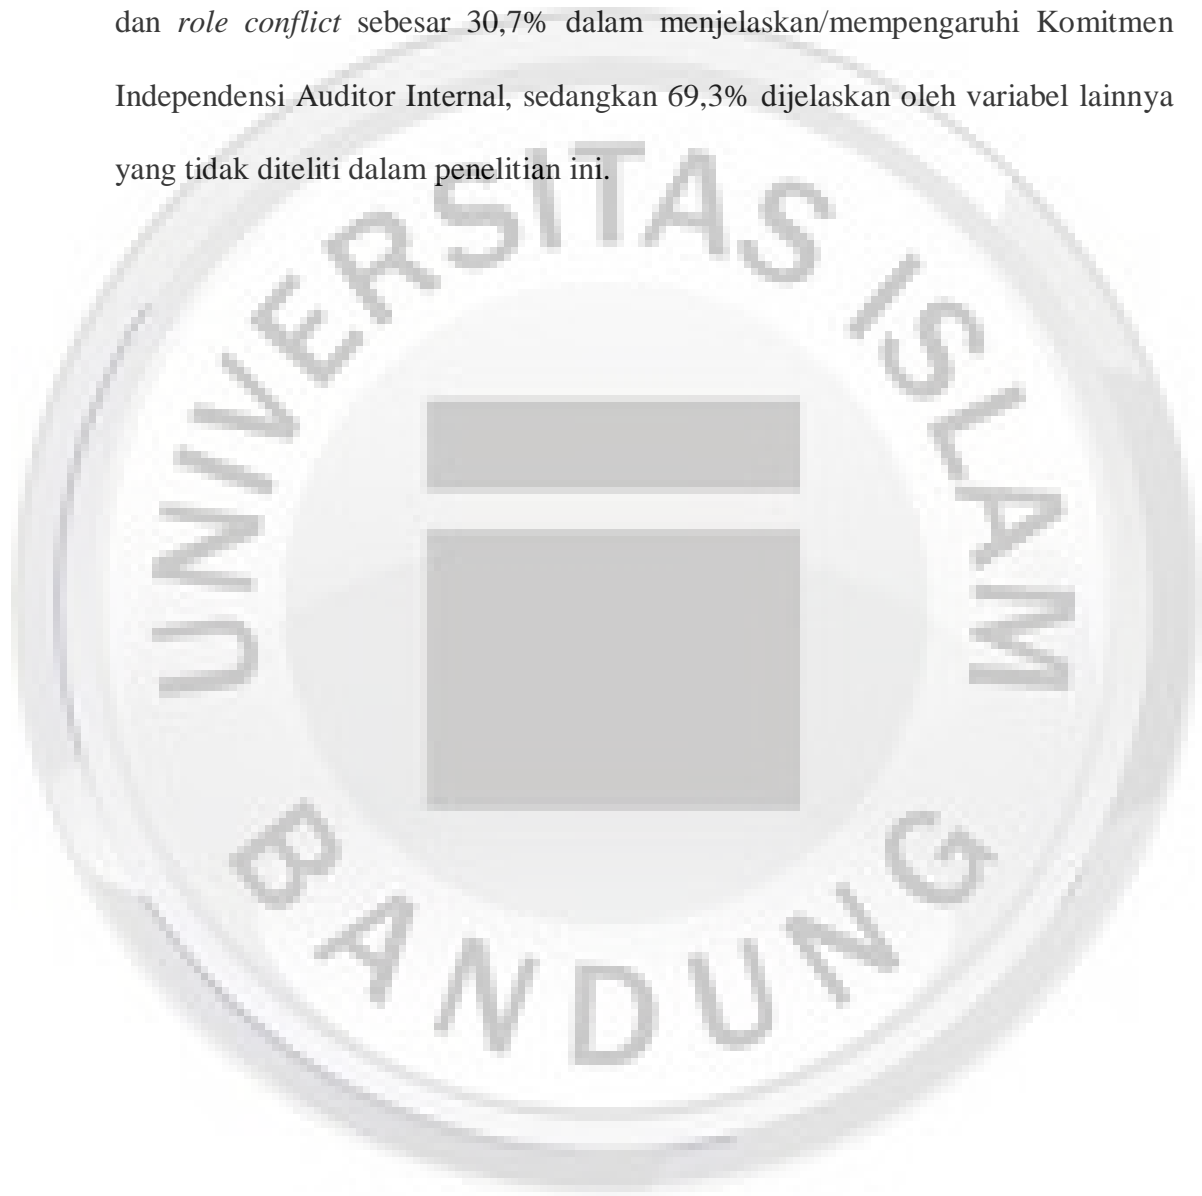 dan role conflict sebesar 30,7% dalam menjelaskan/mempengaruhi Komitmen
Independensi Auditor Internal, sedangkan 69,3% dijelaskan oleh variabel lainnya
yang tidak diteliti dalam penelitian ini.
UNIVERSITAS ISLAM
BANDUNG